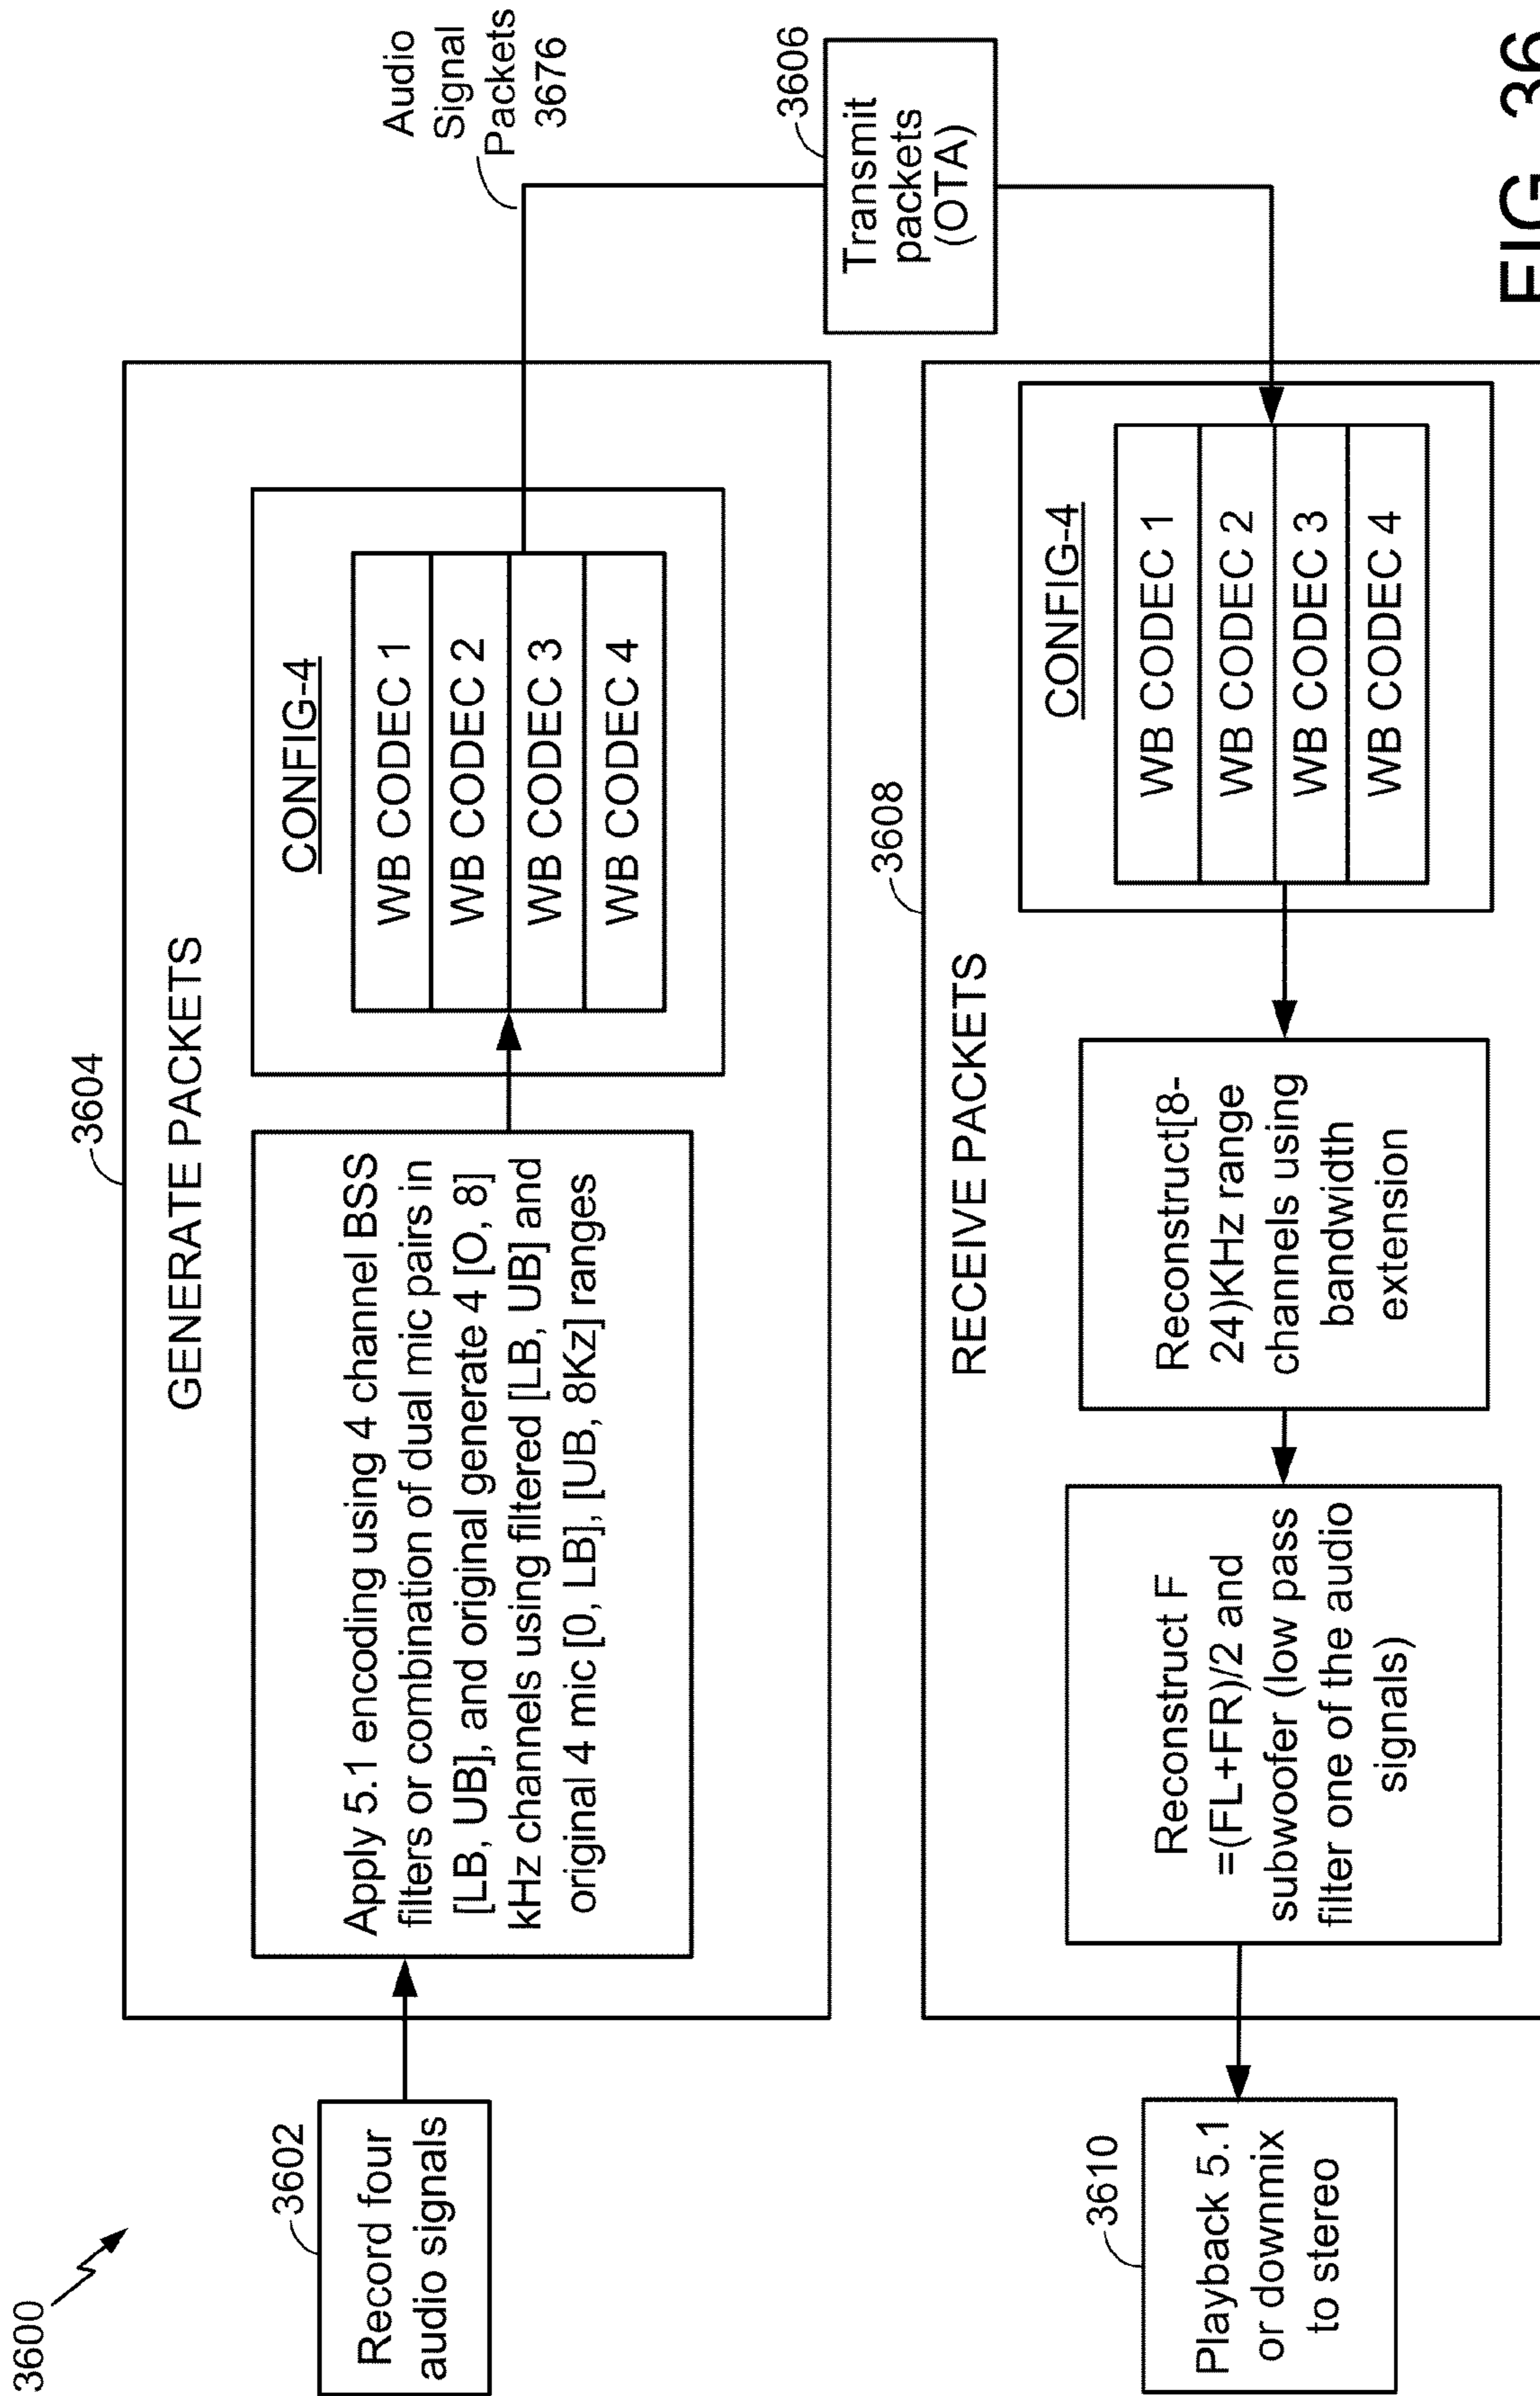 3600
3602
Record four
audio signals
3604
GENERATE PACKETS
Apply 5.1 encoding using 4 channel BSS
filters or combination of dual mic pairs in
[LB, UB], and original generate 4 [O, 8]
kHz channels using filtered [LB, UB] and
original 4 mic [0, LB], [UB, 8Kz] ranges
CONFIG-4
WB CODEC 1
WB CODEC 2
WB CODEC 3
WB CODEC 4
Audio
Signal
Packets
3676
3606
Transmit
packets
(OTA)
3608
RECEIVE PACKETS
CONFIG-4
WB CODEC 1
WB CODEC 2
WB CODEC 3
WB CODEC 4
Reconstruct[8-
24)KHz range
channels using
bandwidth
extension
Reconstruct F
=(FL+FR)/2 and
subwoofer (low pass
filter one of the audio
signals)
3610
Playback 5.1
or downmix
to stereo
FIG. 36